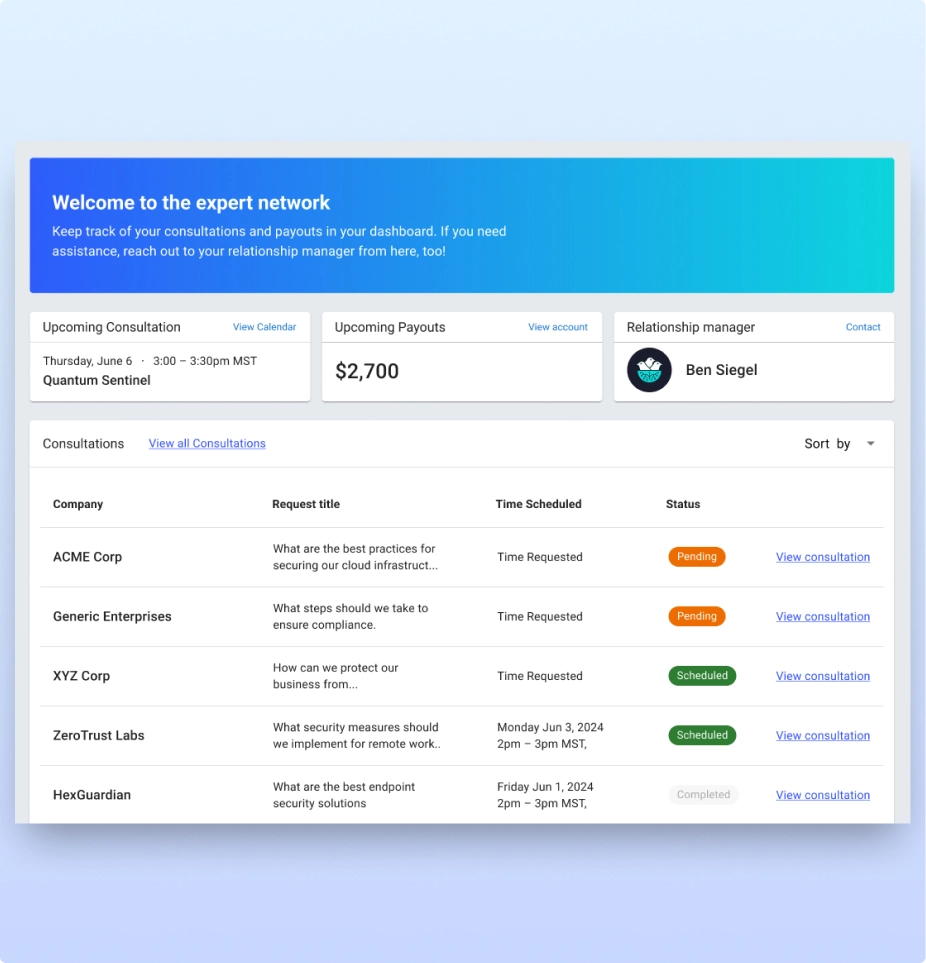 Welcome to the expert network
Keep track of your consultations and payouts in your dashboard. If you need
assistance, reach out to your relationship manager from here, too!
Upcoming Consultation
View Calendar
Thursday, June 6 · 3:00 – 3:30pm MST
Quantum Sentinel
Upcoming Payouts
View account
$2,700
Relationship manager
Contact
Ben Siegel
Consultations
View all Consultations
Sort by
Company
Request title
Time Scheduled
Status
ACME Corp
What are the best practices for
securing our cloud infrastruct...
Time Requested
Pending
View consultation
Generic Enterprises
What steps should we take to
ensure compliance.
Time Requested
Pending
View consultation
XYZ Corp
How can we protect our
business from...
Time Requested
Scheduled
View consultation
ZeroTrust Labs
What security measures should
we implement for remote work..
Monday Jun 3, 2024
2pm – 3pm MST,
Scheduled
View consultation
HexGuardian
What are the best endpoint
security solutions
Friday Jun 1, 2024
2pm – 3pm MST,
Completed
View consultation